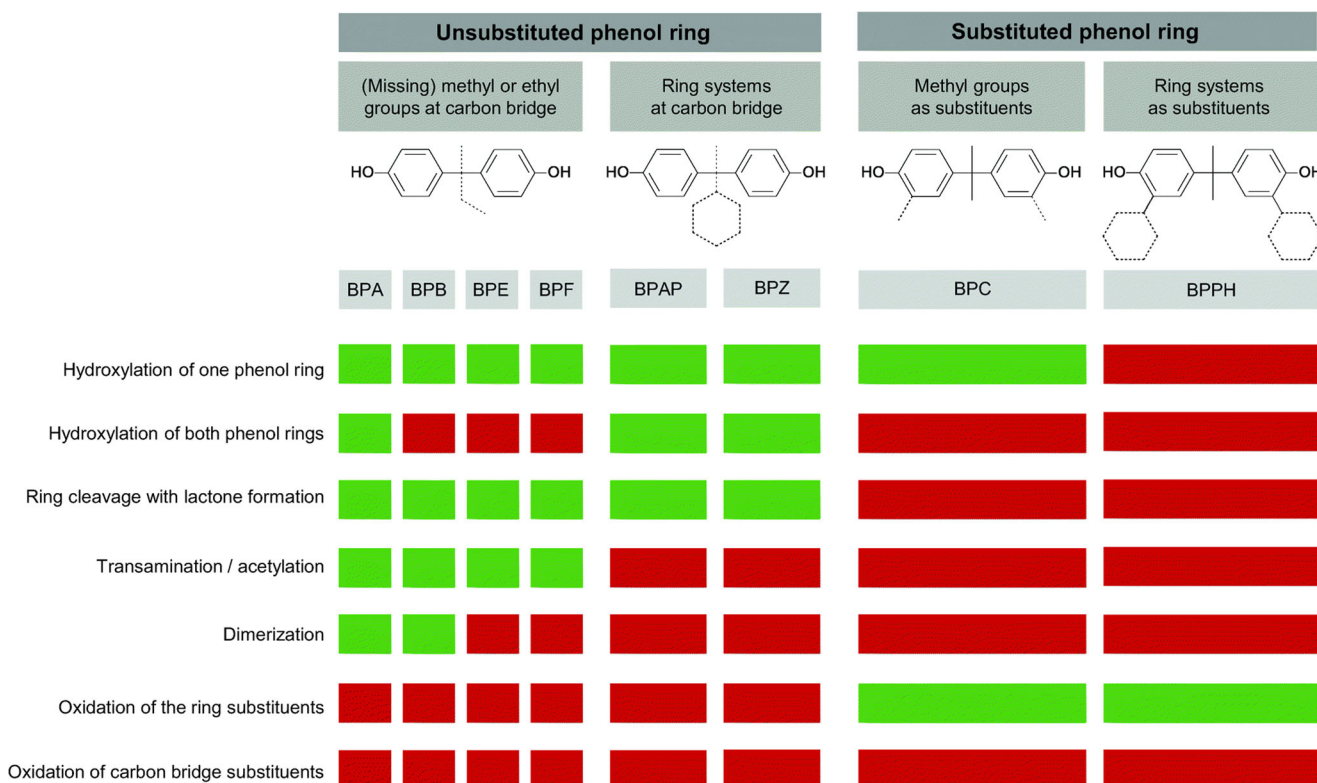 Unsubstituted phenol ring
Substituted phenol ring
(Missing) methyl or ethyl
groups at carbon bridge
Ring systems
at carbon bridge
Methyl groups
as substituents
Ring systems
as substituents
HO
OH
HO
OH
HO
OH
HO
OH
BPA
BPB
BPE
BPF
BPAP
BPZ
BPC
BPPH
Hydroxylation of one phenol ring
Hydroxylation of both phenol rings
Ring cleavage with lactone formation
Transamination / acetylation
Dimerization
Oxidation of the ring substituents
Oxidation of carbon bridge substituents